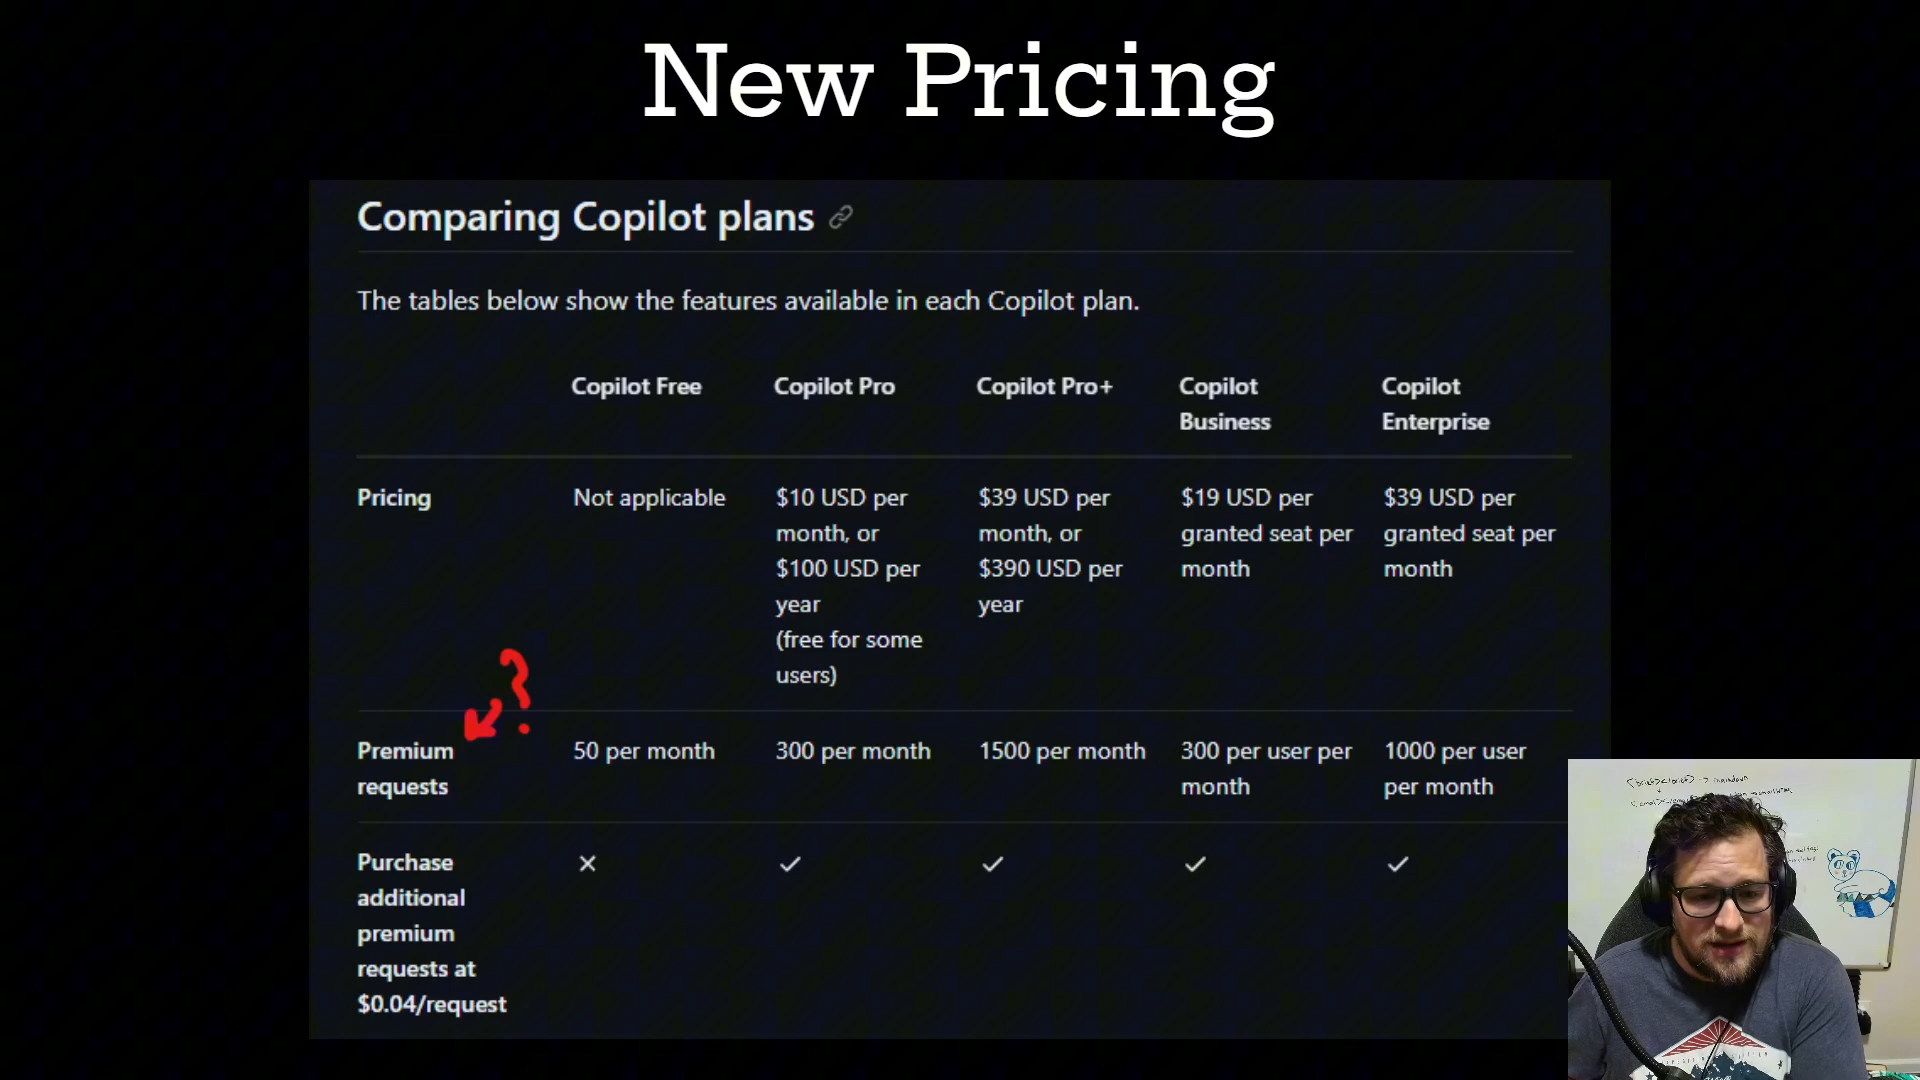 New Pricing
Comparing Copilot plans
The tables below show the features available in each Copilot plan.
Copilot Free
Copilot Pro
Copilot Pro+
Copilot
Business
Copilot
Enterprise
Pricing
Not applicable
$10 USD per
month, or
$100 USD per
year
(free for some
users)
$39 USD per
month, or
$390 USD per
year
$19 USD per
granted seat per
month
$39 USD per
granted seat per
month
?
Premium
requests
50 per month
300 per month
1500 per month
300 per user per
month
1000 per user
per month
Purchase
additional
premium
requests at
$0.04/request
✕
✓
✓
✓
✓